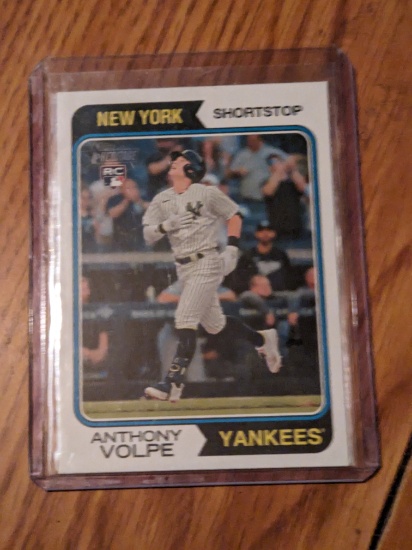 NEW YORK
SHORTSTOP
RC
ANTHONY
VOLPE
YANKEES